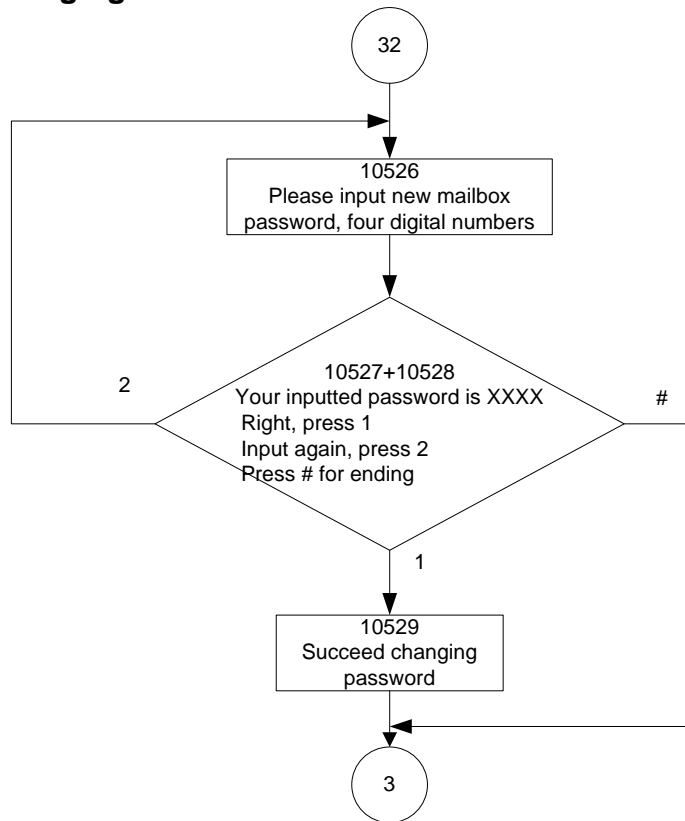 32
10526
Please input new mailbox
password, four digital numbers
10527+10528
Your inputted password is XXXX
Right, press 1
Input again, press 2
Press # for ending
2
#
1
10529
Succeed changing
password
3